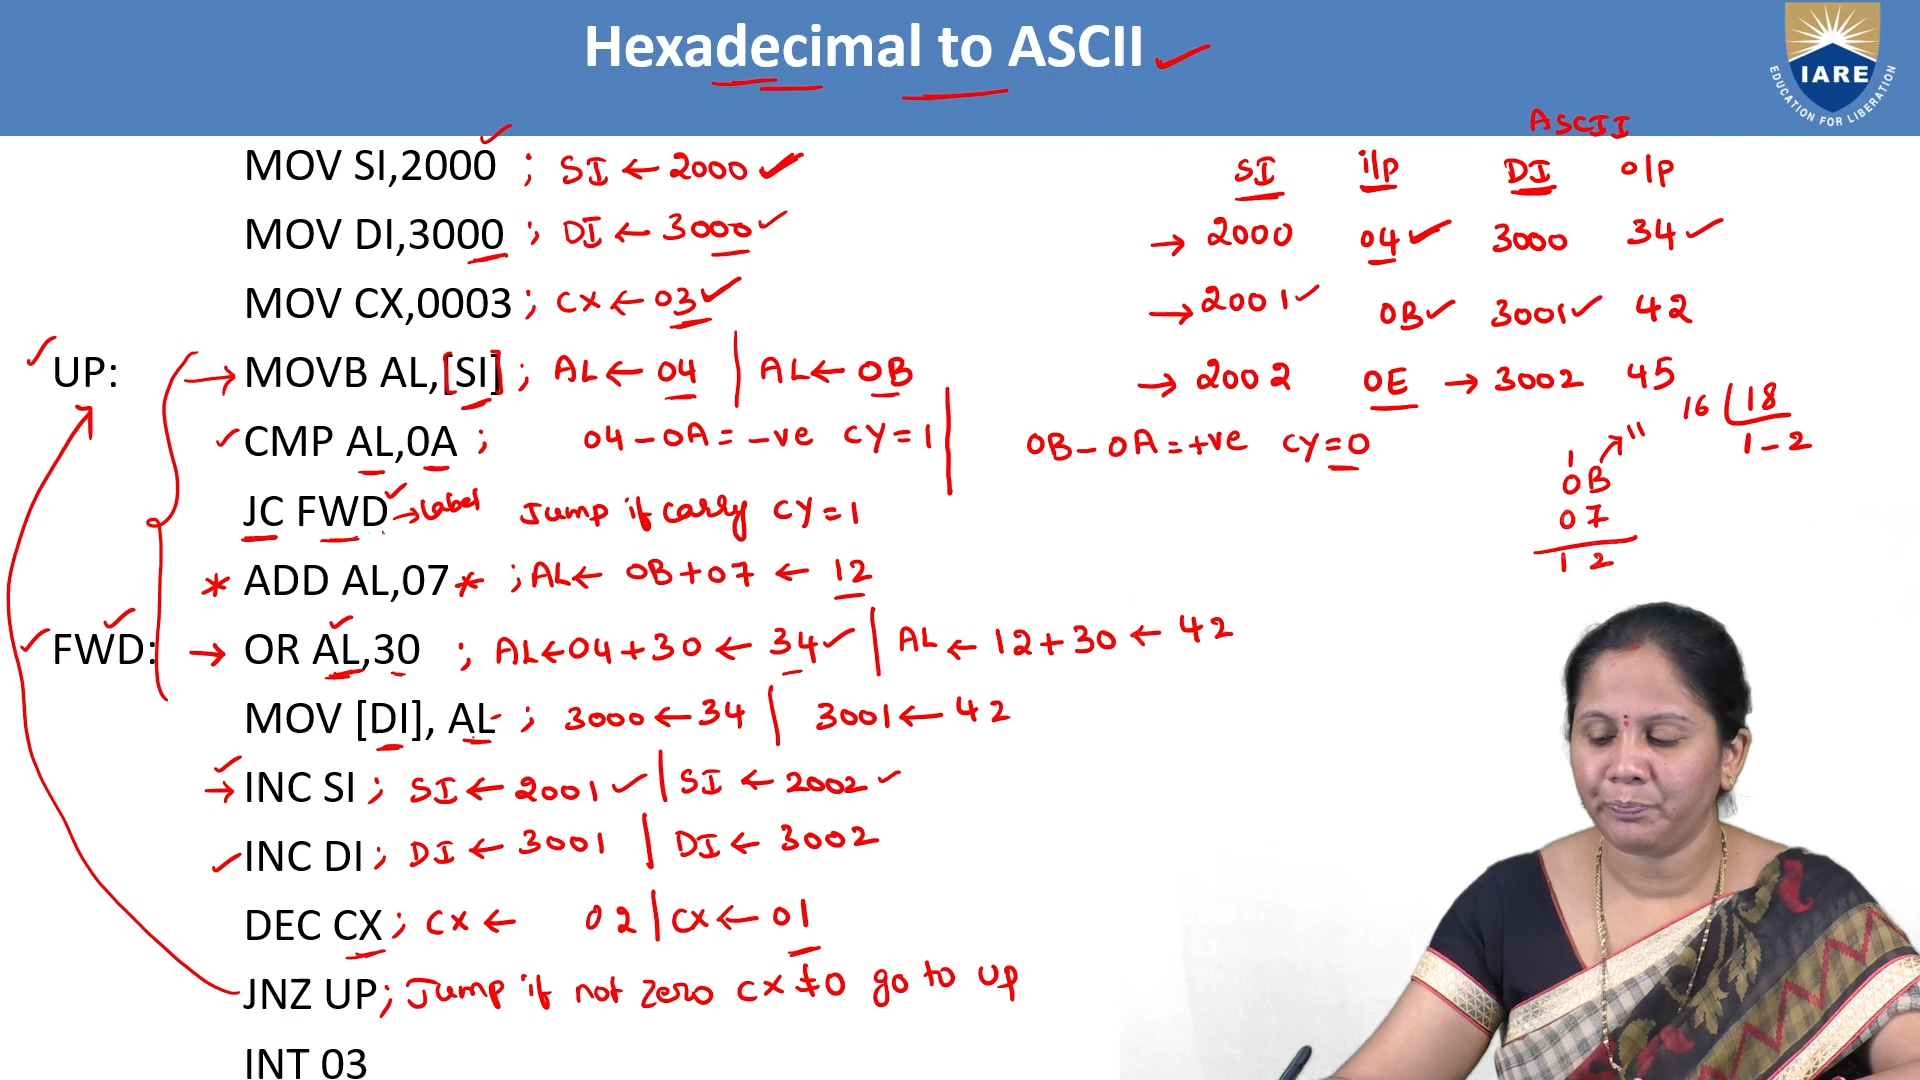 Hexadecimal to ASCII
IARE
EDUCATION FOR LIBERATION
MOV SI,2000 ; SI ← 2000
MOV DI,3000 ; DI ← 3000
MOV CX,0003 ; CX ← 03
UP: MOVB AL,[SI] ; AL ← 04 | AL ← 0B
CMP AL,0A ; 04 - 0A = -ve CY = 1 | 0B - 0A = +ve CY = 0
JC FWD → Label Jump if carry CY = 1
* ADD AL,07 * ; AL ← 0B + 07 ← 12
FWD: → OR AL,30 ; AL ← 04 + 30 ← 34 | AL ← 12 + 30 ← 42
MOV [DI], AL ; 3000 ← 34 | 3001 ← 42
→ INC SI ; SI ← 2001 | SI ← 2002
INC DI ; DI ← 3001 | DI ← 3002
DEC CX ; CX ← 02 | CX ← 01
JNZ UP ; Jump if not zero CX ≠ 0 go to up
INT 03
ASCII
SI i/p DI o/p
→ 2000 04 3000 34
→ 2001 0B 3001 42
→ 2002 0E → 3002 45
16 18
1 - 2
1
0B → 11
07
12